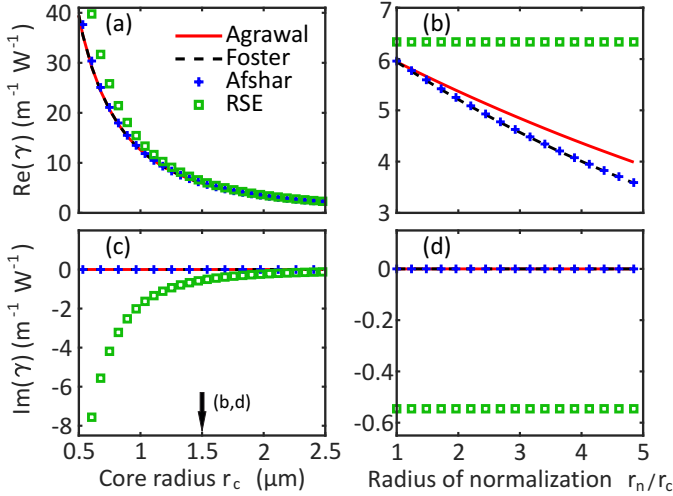 (a)
Agrawal
Foster
Afshar
RSE
Re(γ) (m⁻¹ W⁻¹)
40
30
20
10
0
(b)
7
6
5
4
3
(c)
Im(γ) (m⁻¹ W⁻¹)
0
-2
-4
-6
-8
(b,d)
0.5
1
1.5
2
2.5
Core radius r_c (μm)
(d)
0
-0.2
-0.4
-0.6
1
2
3
4
5
Radius of normalization r_n/r_c